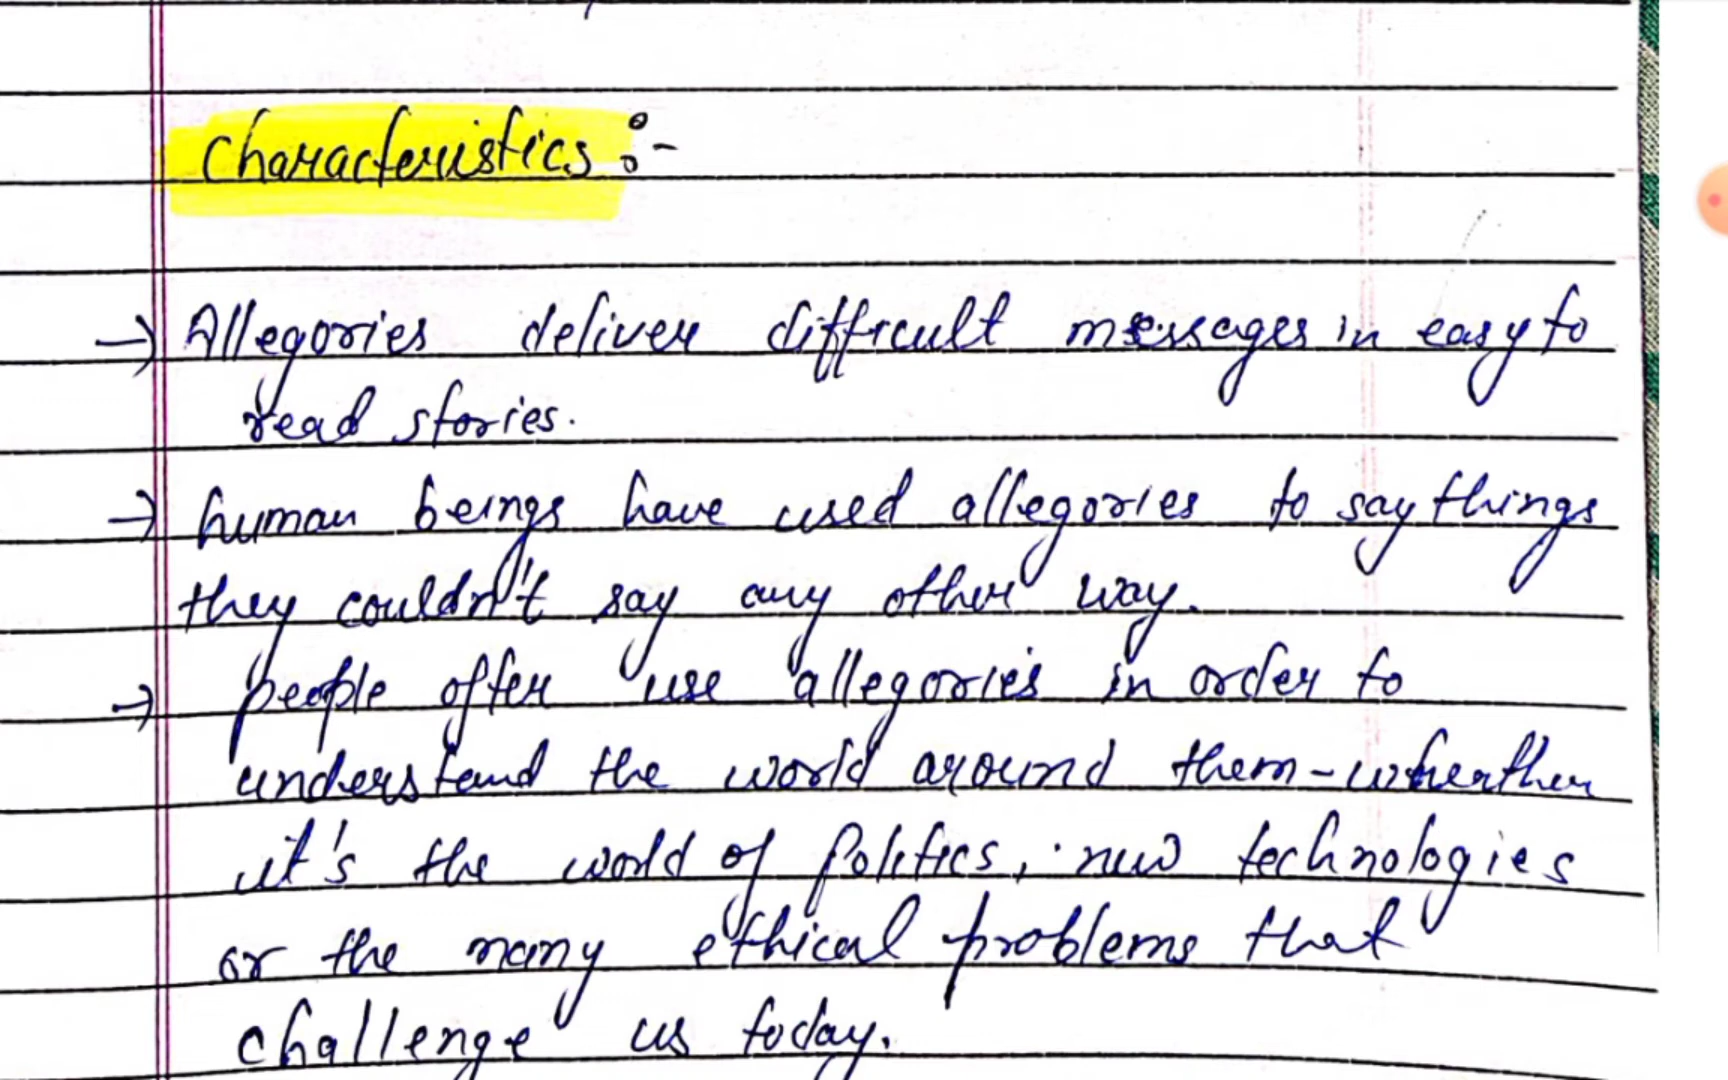 Characteristics :-
→ Allegories deliver difficult messages in easy to
read stories.
→ human beings have used allegories to say things
they couldn't say any other way.
→ people often use allegories in order to
understand the world around them - wheather
it's the world of Politics, new technologies
or the many ethical problems that
challenge us today.